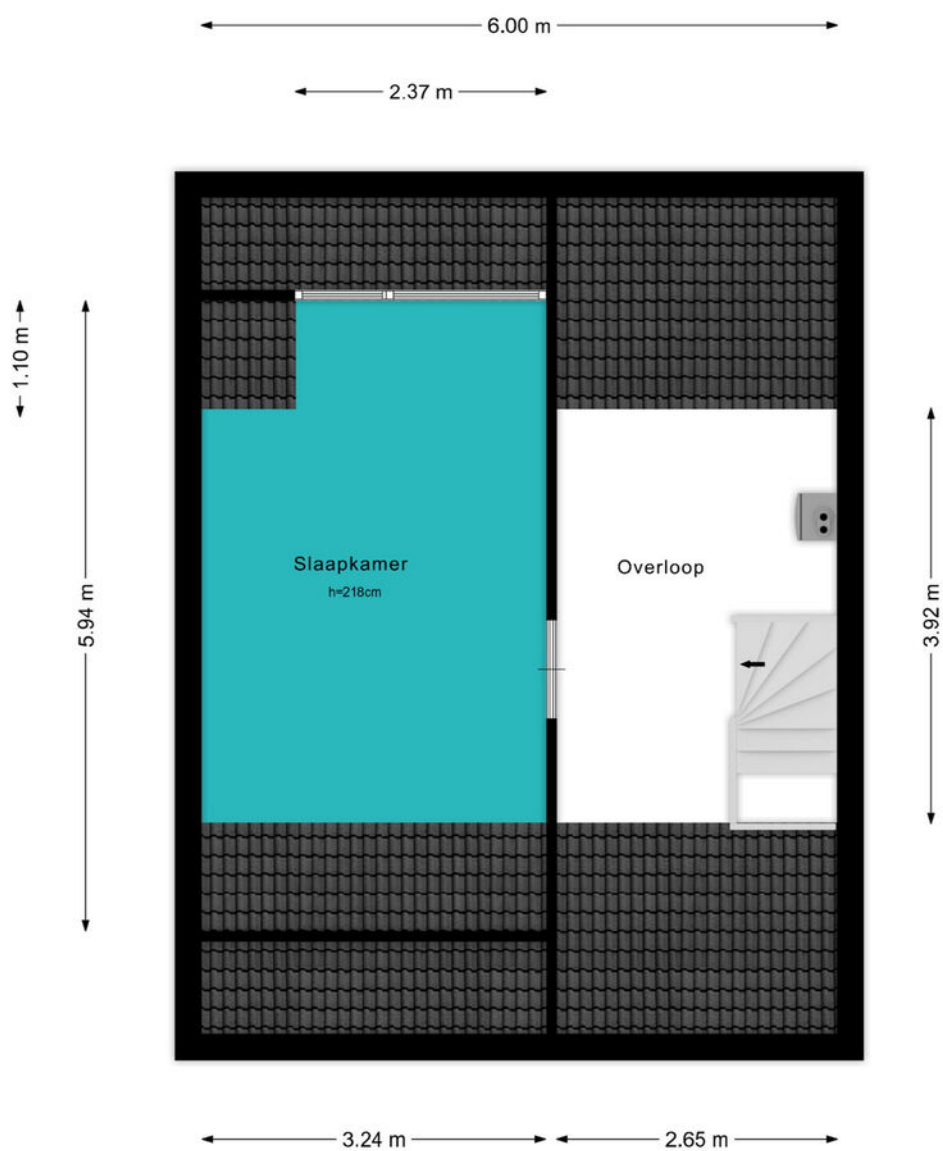 6.00 m
2.37 m
1.10 m
5.94 m
Slaapkamer
h=218cm
Overloop
3.92 m
3.24 m
2.65 m